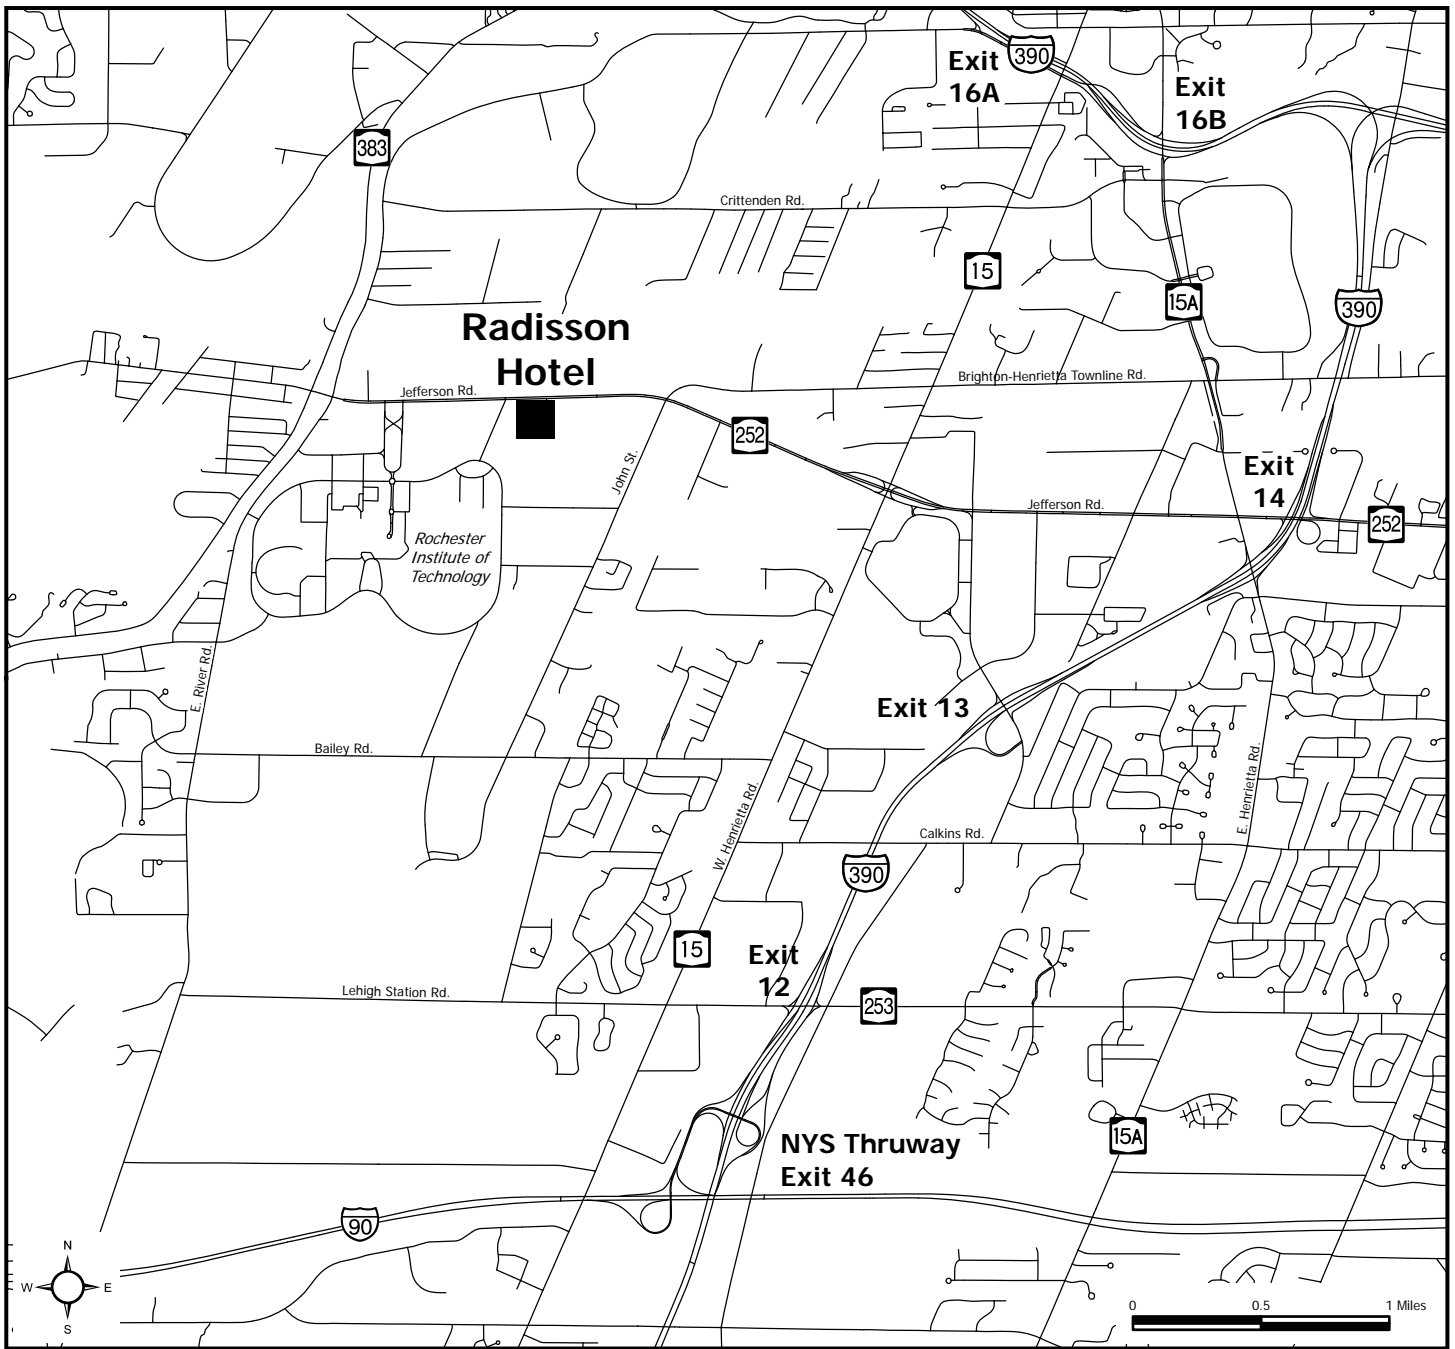 390
Exit
16A
Exit
16B
383
Crittenden Rd.
15
15A
390
Radisson
Hotel
Brighton-Henrietta Townline Rd.
Jefferson Rd.
252
John St.
Exit
14
Jefferson Rd.
252
Rochester
Institute of
Technology
E. River Rd.
Exit 13
Bailey Rd.
E. Henrietta Rd.
W. Henrietta Rd.
Calkins Rd.
390
15
Exit
12
Lehigh Station Rd.
253
15A
NYS Thruway
Exit 46
90
N
W
E
S
0
0.5
1 Miles